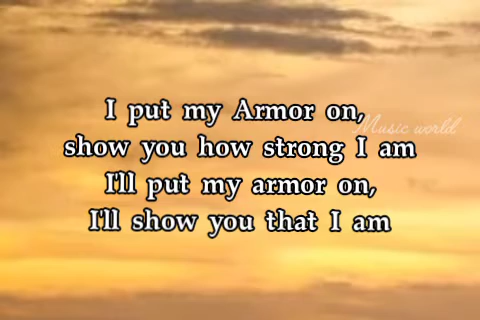 I put my Armor on,
Music world
show you how strong I am
I'll put my armor on,
I'll show you that I am